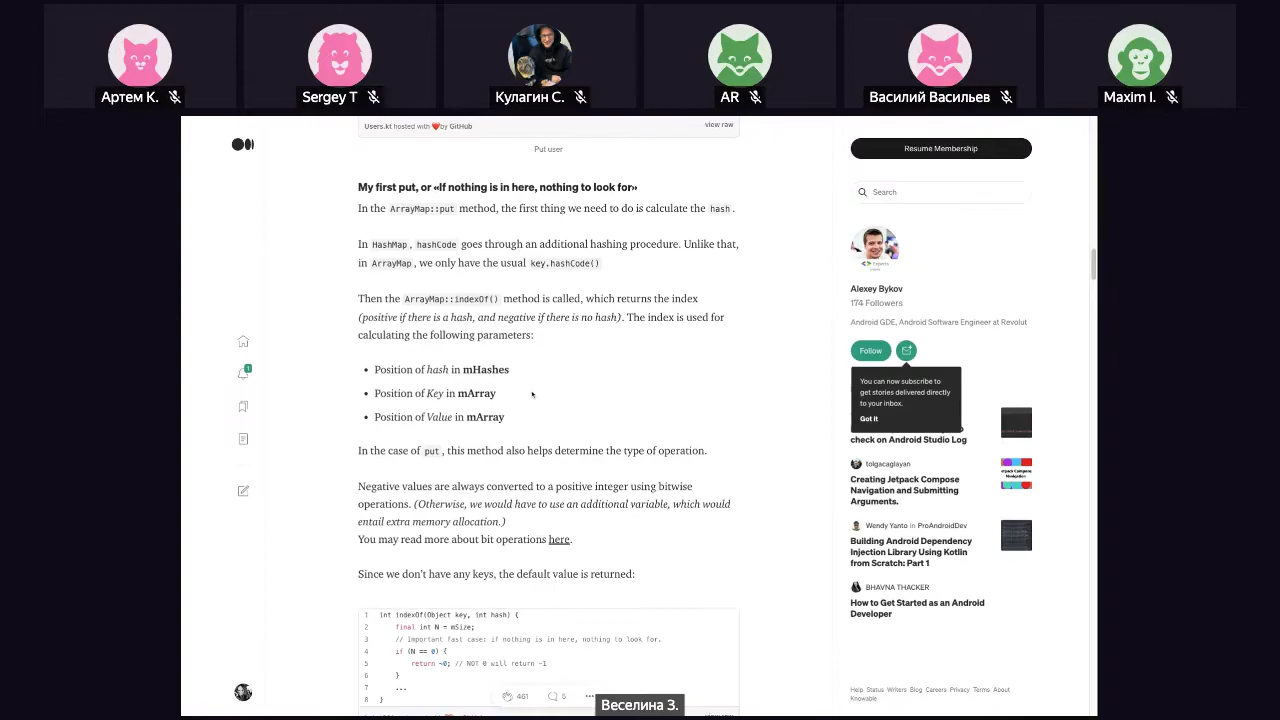 Артем К.
Sergey T
Кулагин С.
AR
Василий Васильев
Maxim I.
Users.kt hosted with ❤ by GitHub
view raw
Put user
My first put, or «If nothing is in here, nothing to look for»
In the ArrayMap::put method, the first thing we need to do is calculate the hash.
In HashMap, hashCode goes through an additional hashing procedure. Unlike that,
in ArrayMap, we only have the usual key.hashCode()
Then the ArrayMap::indexOf() method is called, which returns the index
(positive if there is a hash, and negative if there is no hash). The index is used for
calculating the following parameters:
• Position of hash in mHashes
• Position of Key in mArray
• Position of Value in mArray
In the case of put, this method also helps determine the type of operation.
Negative values are always converted to a positive integer using bitwise
operations. (Otherwise, we would have to use an additional variable, which would
entail extra memory allocation.)
You may read more about bit operations here.
Since we don’t have any keys, the default value is returned:
1 int indexOf(Object key, int hash) {
2 final int N = mSize;
3 // Important fast case: if nothing is in here, nothing to look for.
4 if (N == 0) {
5 return ~0; // NOT 0 will return -1
6 }
7 ...
8 }
461
5
Веселина З.
Resume Membership
Search
Experts
Alexey Bykov
174 Followers
Android GDE, Android Software Engineer at Revolut
Follow
1
You can now subscribe to
get stories delivered directly
to your inbox.
Got it
check on Android Studio Log
tolgacaglayan
Creating Jetpack Compose
Navigation and Submitting
Arguments.
Wendy Yanto in ProAndroidDev
Building Android Dependency
Injection Library Using Kotlin
from Scratch: Part 1
BHAVNA THACKER
How to Get Started as an Android
Developer
Help Status Writers Blog Careers Privacy Terms About
Knowable